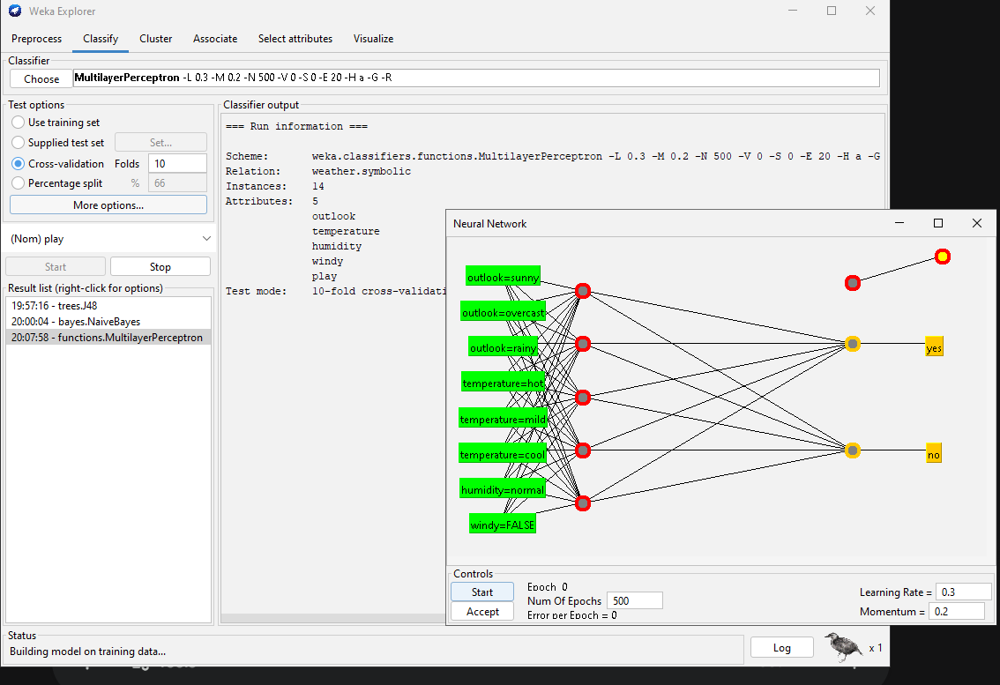 Weka Explorer
Preprocess Classify Cluster Associate Select attributes Visualize
Classifier
Choose MultilayerPerceptron -L 0.3 -M 0.2 -N 500 -V 0 -S 0 -E 20 -H a -G -R
Test options
Use training set
Supplied test set Set...
Cross-validation Folds 10
Percentage split % 66
More options...
(Nom) play
Start Stop
Result list (right-click for options)
19:57:16 - trees.J48
20:00:04 - bayes.NaiveBayes
20:07:58 - functions.MultilayerPerceptron
Classifier output
=== Run information ===
Scheme: weka.classifiers.functions.MultilayerPerceptron -L 0.3 -M 0.2 -N 500 -V 0 -S 0 -E 20 -H a -G
Relation: weather.symbolic
Instances: 14
Attributes: 5
outlook
temperature
humidity
windy
play
Test mode: 10-fold cross-validati
Neural Network
outlook=sunny
outlook=overcast
outlook=rainy
temperature=hot
temperature=mild
temperature=cool
humidity=normal
windy=FALSE
yes
no
Controls
Start
Accept
Epoch 0
Num Of Epochs 500
Error per Epoch = 0
Learning Rate = 0.3
Momentum = 0.2
Status
Building model on training data...
Log x 1